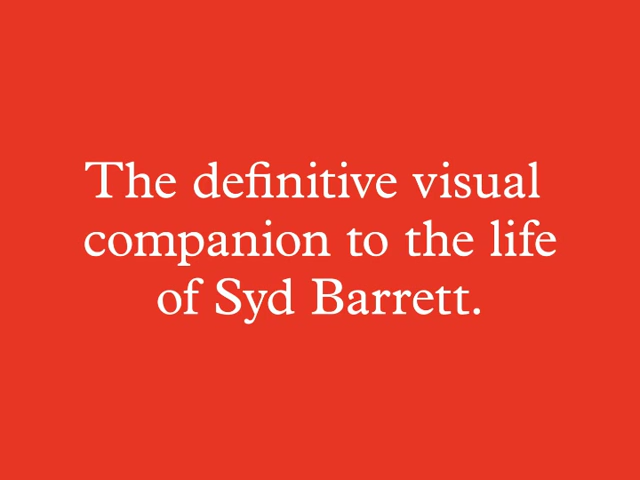 The definitive visual
companion to the life
of Syd Barrett.